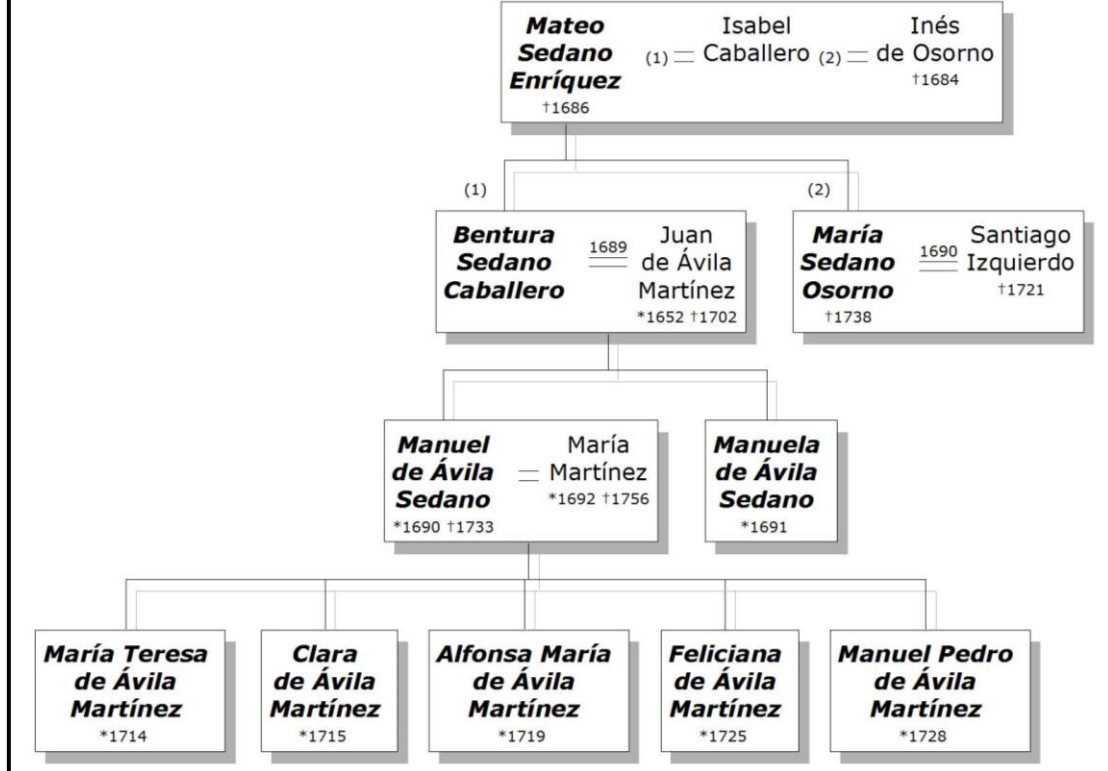 Mateo
Sedano
Enríquez
†1686
(1)
Isabel
Caballero
(2)
Inés
de Osorno
†1684
(1)
(2)
Bentura
Sedano
Caballero
1689
Juan
de Ávila
Martínez
*1652 †1702
María
Sedano
Osorno
†1738
1690
Santiago
Izquierdo
†1721
Manuel
de Ávila
Sedano
*1690 †1733
María
Martínez
*1692 †1756
Manuela
de Ávila
Sedano
*1691
María Teresa
de Ávila
Martínez
*1714
Clara
de Ávila
Martínez
*1715
Alfonsa María
de Ávila
Martínez
*1719
Feliciana
de Ávila
Martínez
*1725
Manuel Pedro
de Ávila
Martínez
*1728